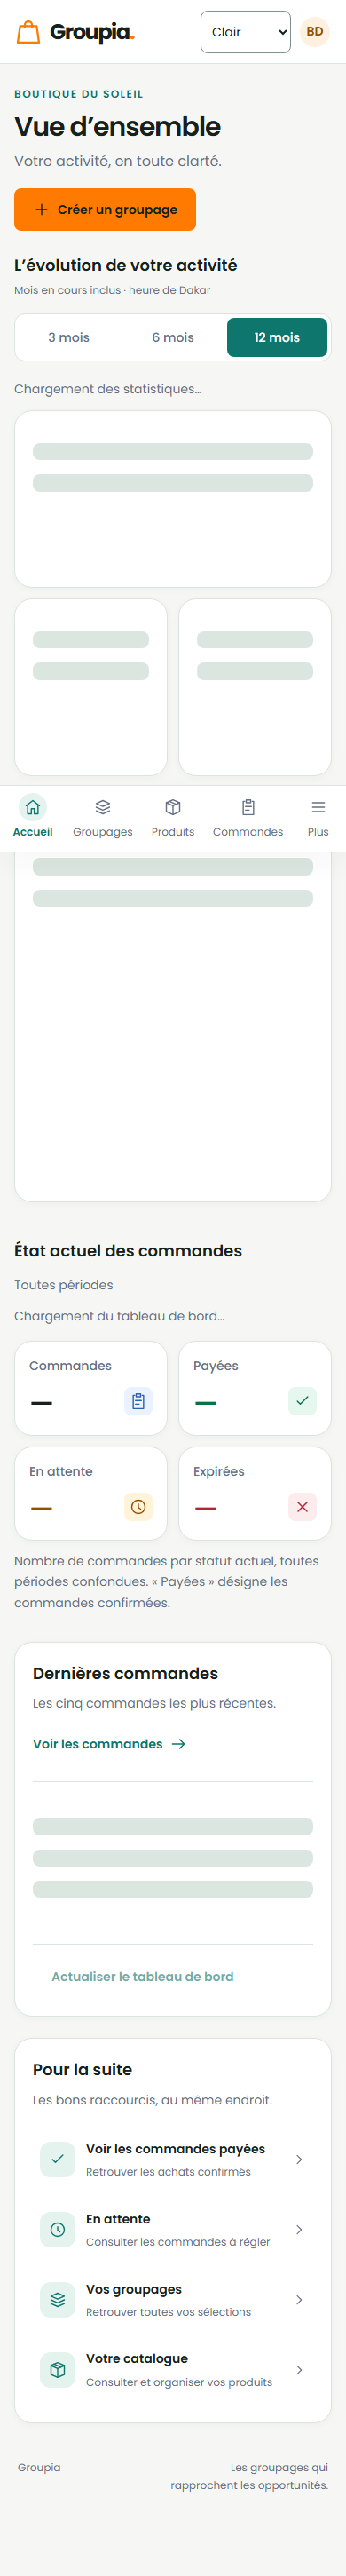 Groupia.
Clair
BD
BOUTIQUE DU SOLEIL
Vue d’ensemble
Votre activité, en toute clarté.
Créer un groupage
L’évolution de votre activité
Mois en cours inclus · heure de Dakar
3 mois
6 mois
12 mois
Chargement des statistiques…
Accueil
Groupages
Produits
Commandes
Plus
État actuel des commandes
Toutes périodes
Chargement du tableau de bord…
Commandes
Payées
—
—
En attente
Expirées
—
—
Nombre de commandes par statut actuel, toutes
périodes confondues. « Payées » désigne les
commandes confirmées.
Dernières commandes
Les cinq commandes les plus récentes.
Voir les commandes
Actualiser le tableau de bord
Pour la suite
Les bons raccourcis, au même endroit.
Voir les commandes payées
Retrouver les achats confirmés
En attente
Consulter les commandes à régler
Vos groupages
Retrouver toutes vos sélections
Votre catalogue
Consulter et organiser vos produits
Groupia
Les groupages qui
rapprochent les opportunités.